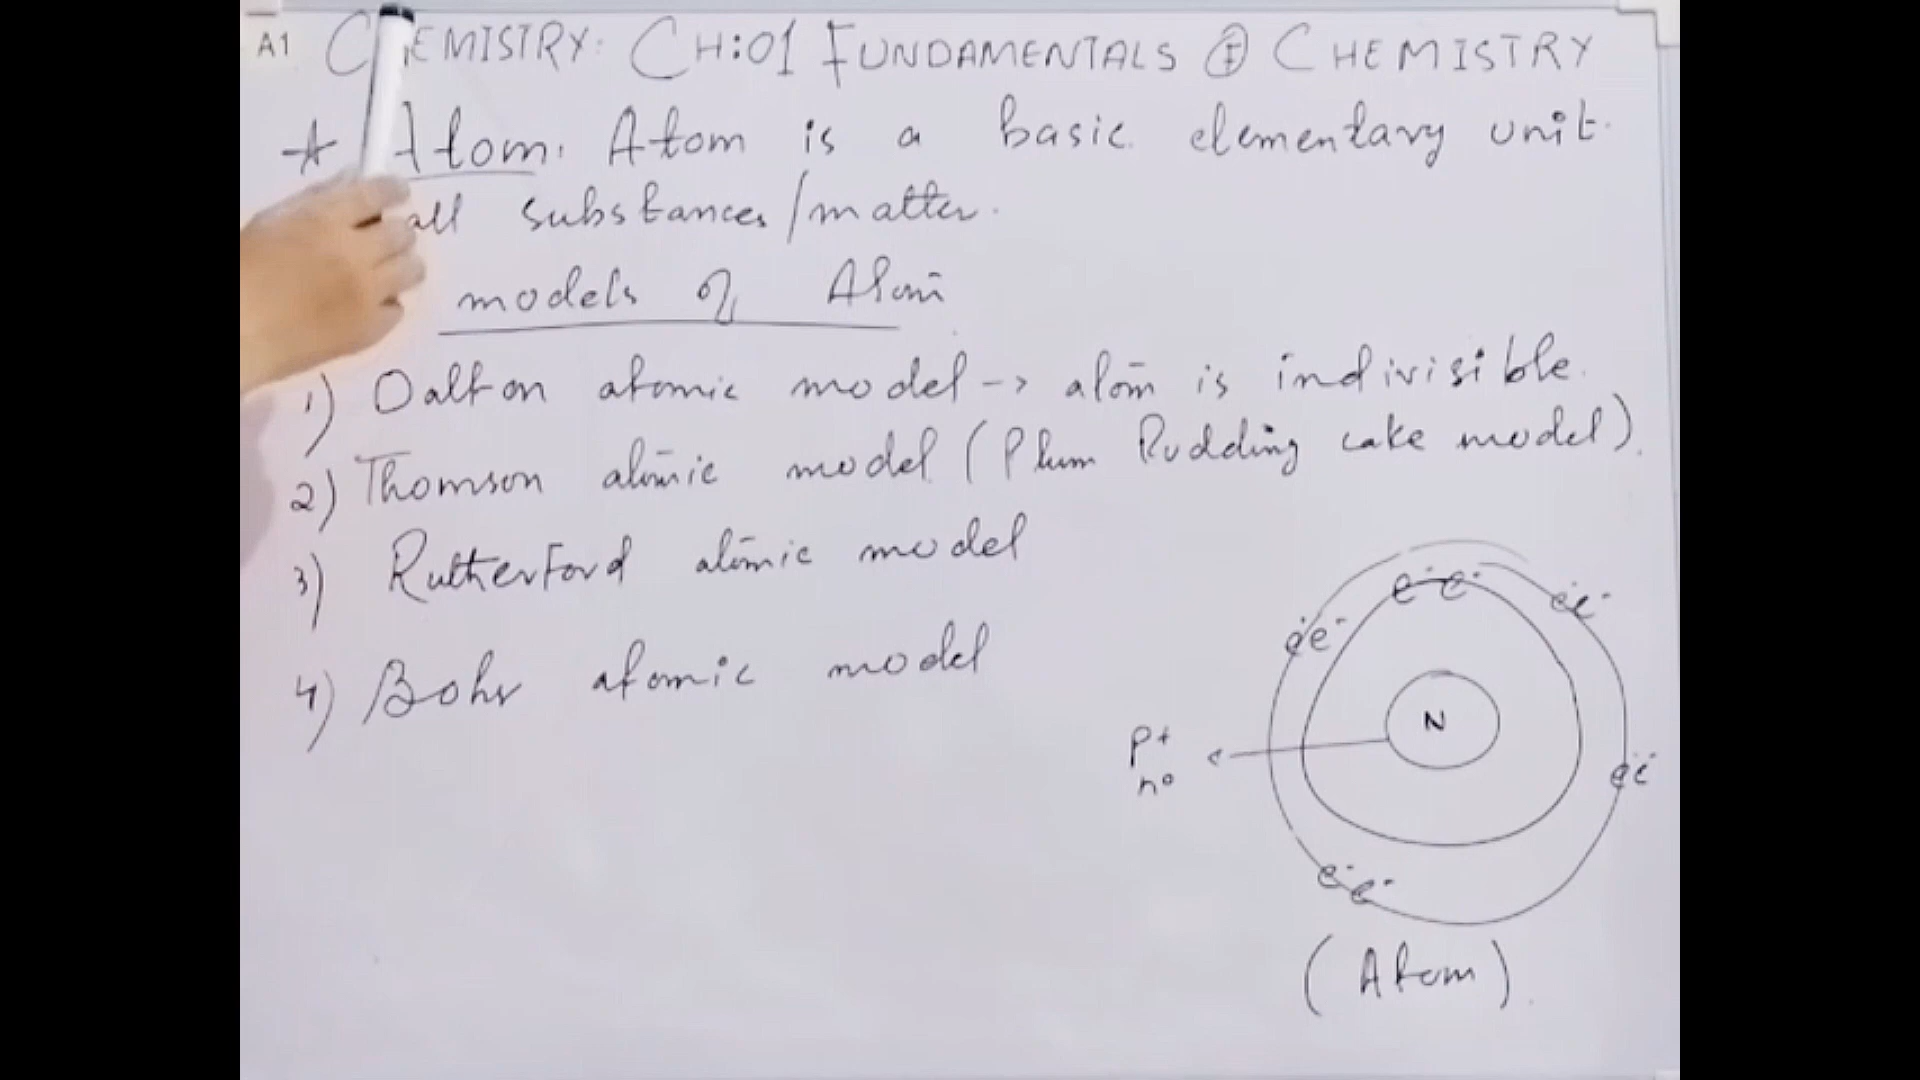 A1 CHEMISTRY: CH:01 FUNDAMENTALS OF CHEMISTRY
Atom. Atom is a basic elementary unit
all substances/matter.
models of Atom
1) Dalton atomic model -> atom is indivisible.
2) Thomson atomic model (Plum Pudding cake model).
3) Rutherford atomic model
4) Bohr atomic model
e- e-
e- e-
e- e-
N
P+
n0
e- e-
e- e-
(Atom)